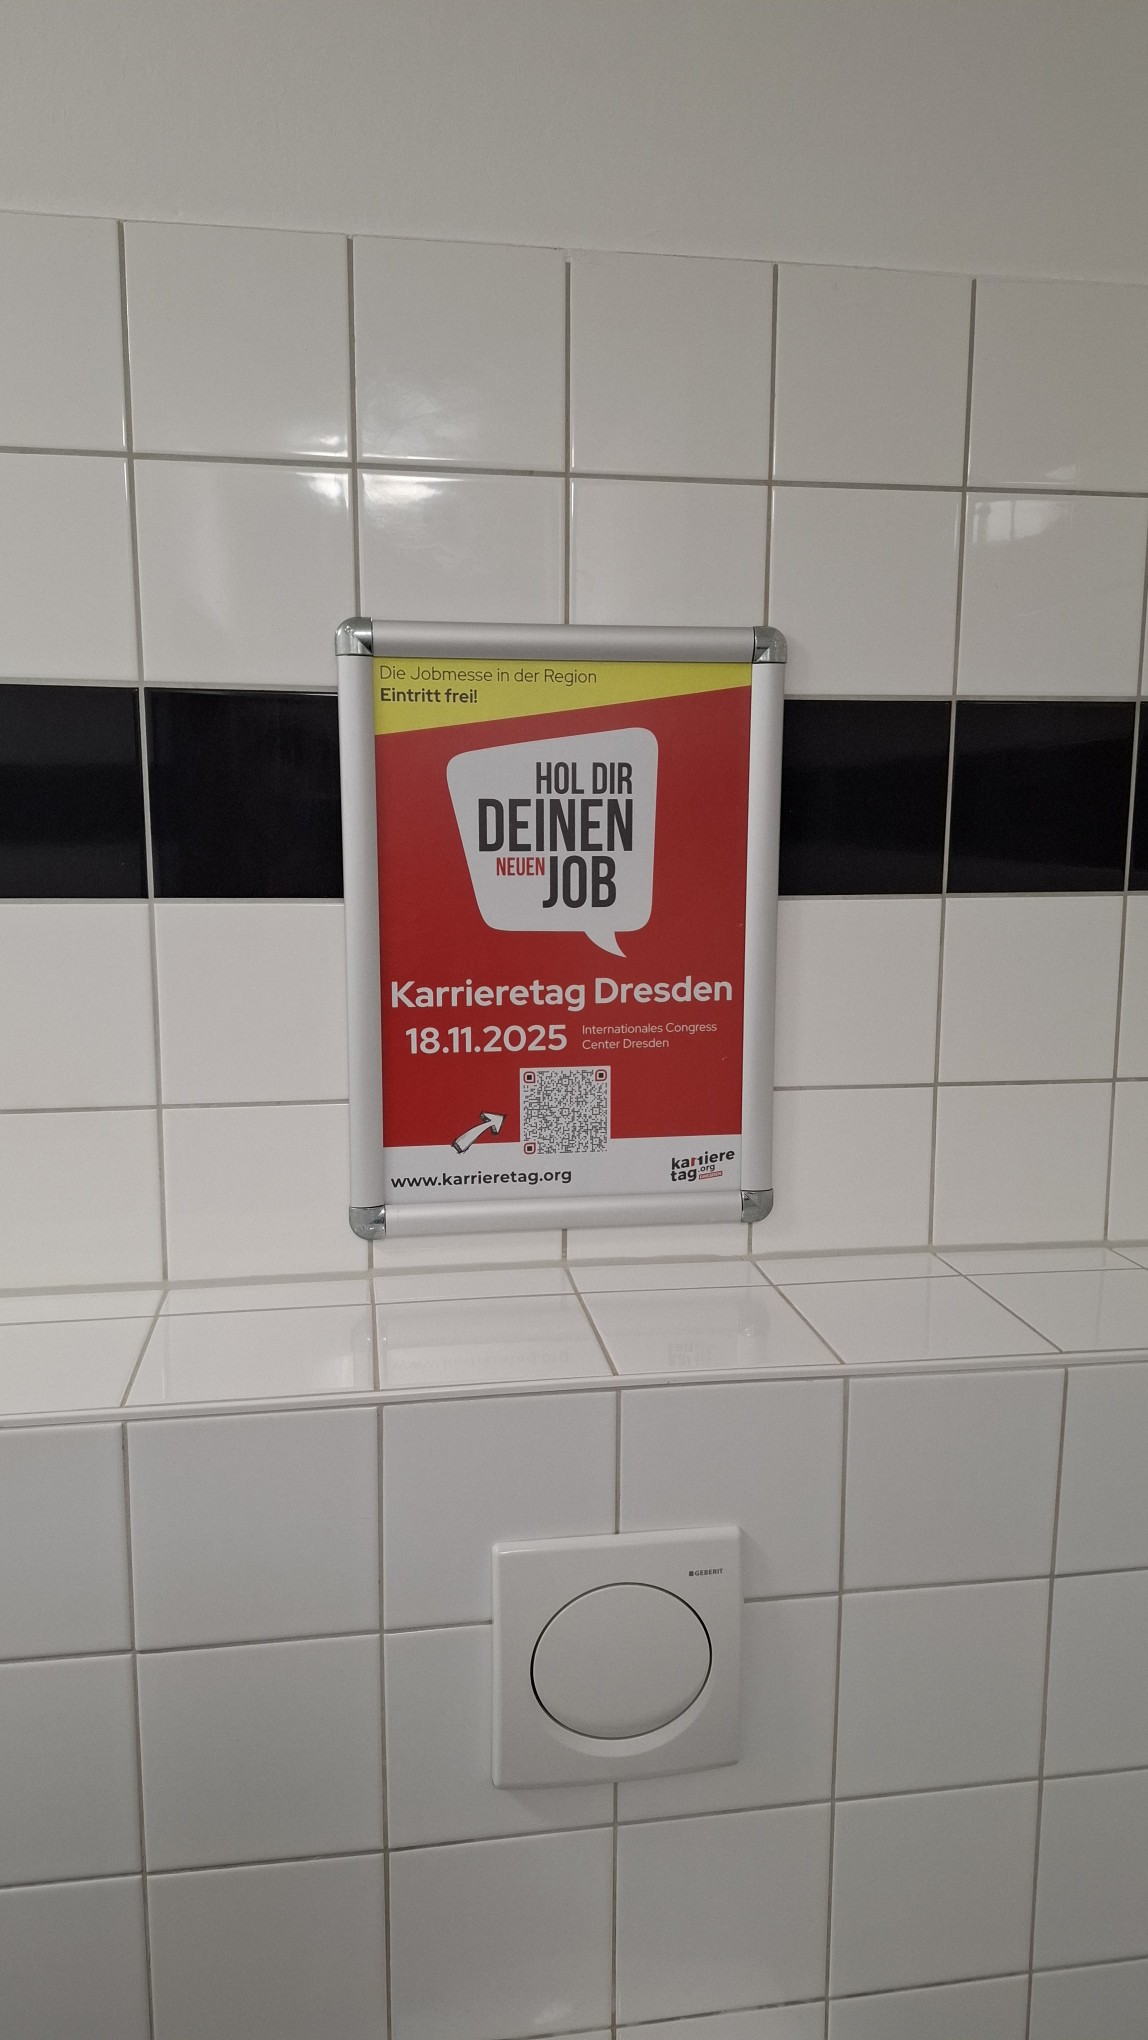 Die Jobmesse in der Region
Eintritt frei!
HOL DIR
DEINEN
NEUEN JOB
Karrieretag Dresden
18.11.2025
Internationales Congress
Center Dresden
www.karrieretag.org
karriere
tag.org
DRESDEN
GEBERIT